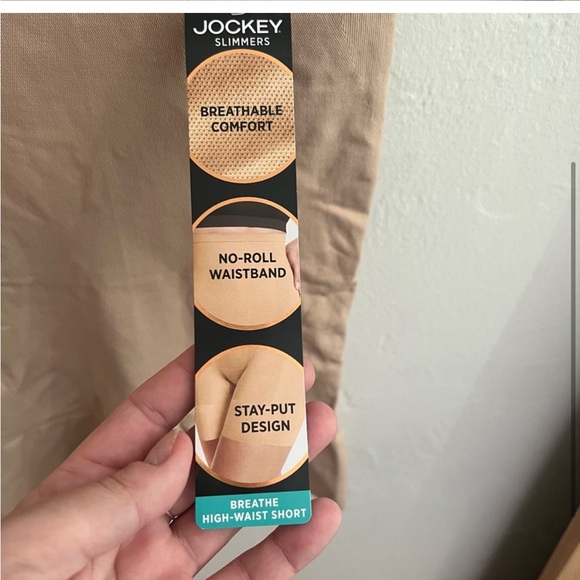 JOCKEY
SLIMMERS
BREATHABLE
COMFORT
NO-ROLL
WAISTBAND
STAY-PUT
DESIGN
BREATHE
HIGH-WAIST SHORT